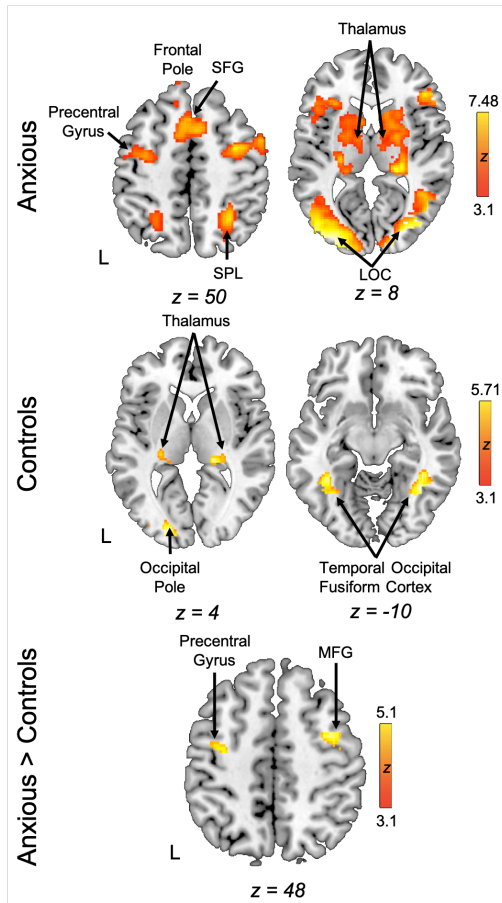 Anxious
Frontal
Pole
SFG
Precentral
Gyrus
L
SPL
z = 50
Thalamus
LOC
z = 8
7.48
z
3.1
Controls
Thalamus
L
Occipital
Pole
z = 4
Temporal Occipital
Fusiform Cortex
z = -10
5.71
z
3.1
Anxious > Controls
Precentral
Gyrus
MFG
L
z = 48
5.1
z
3.1